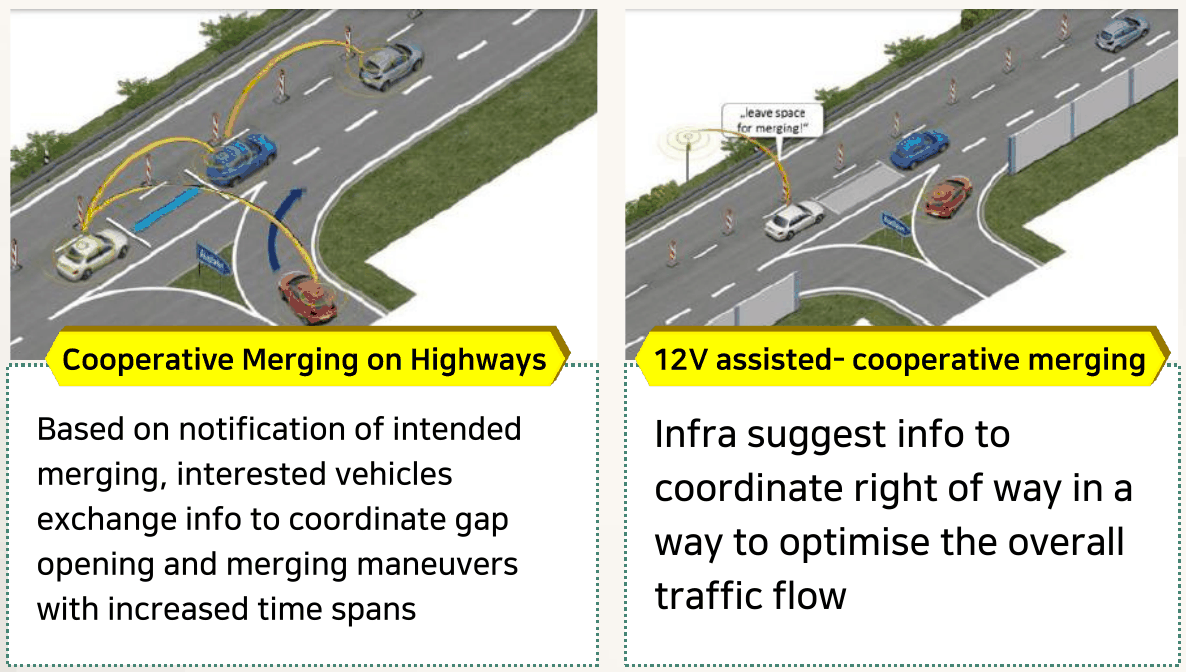 „leave space
for merging!“
Ausfahrt
Ausfahrt
Cooperative Merging on Highways
Based on notification of intended
merging, interested vehicles
exchange info to coordinate gap
opening and merging maneuvers
with increased time spans
12V assisted- cooperative merging
Infra suggest info to
coordinate right of way in a
way to optimise the overall
traffic flow